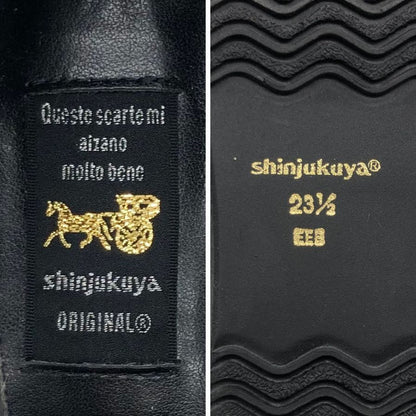 Queste scarte mi
aizano
molto bene
shinjukuya
ORIGINAL®
shinjukuya®
23½
EEB